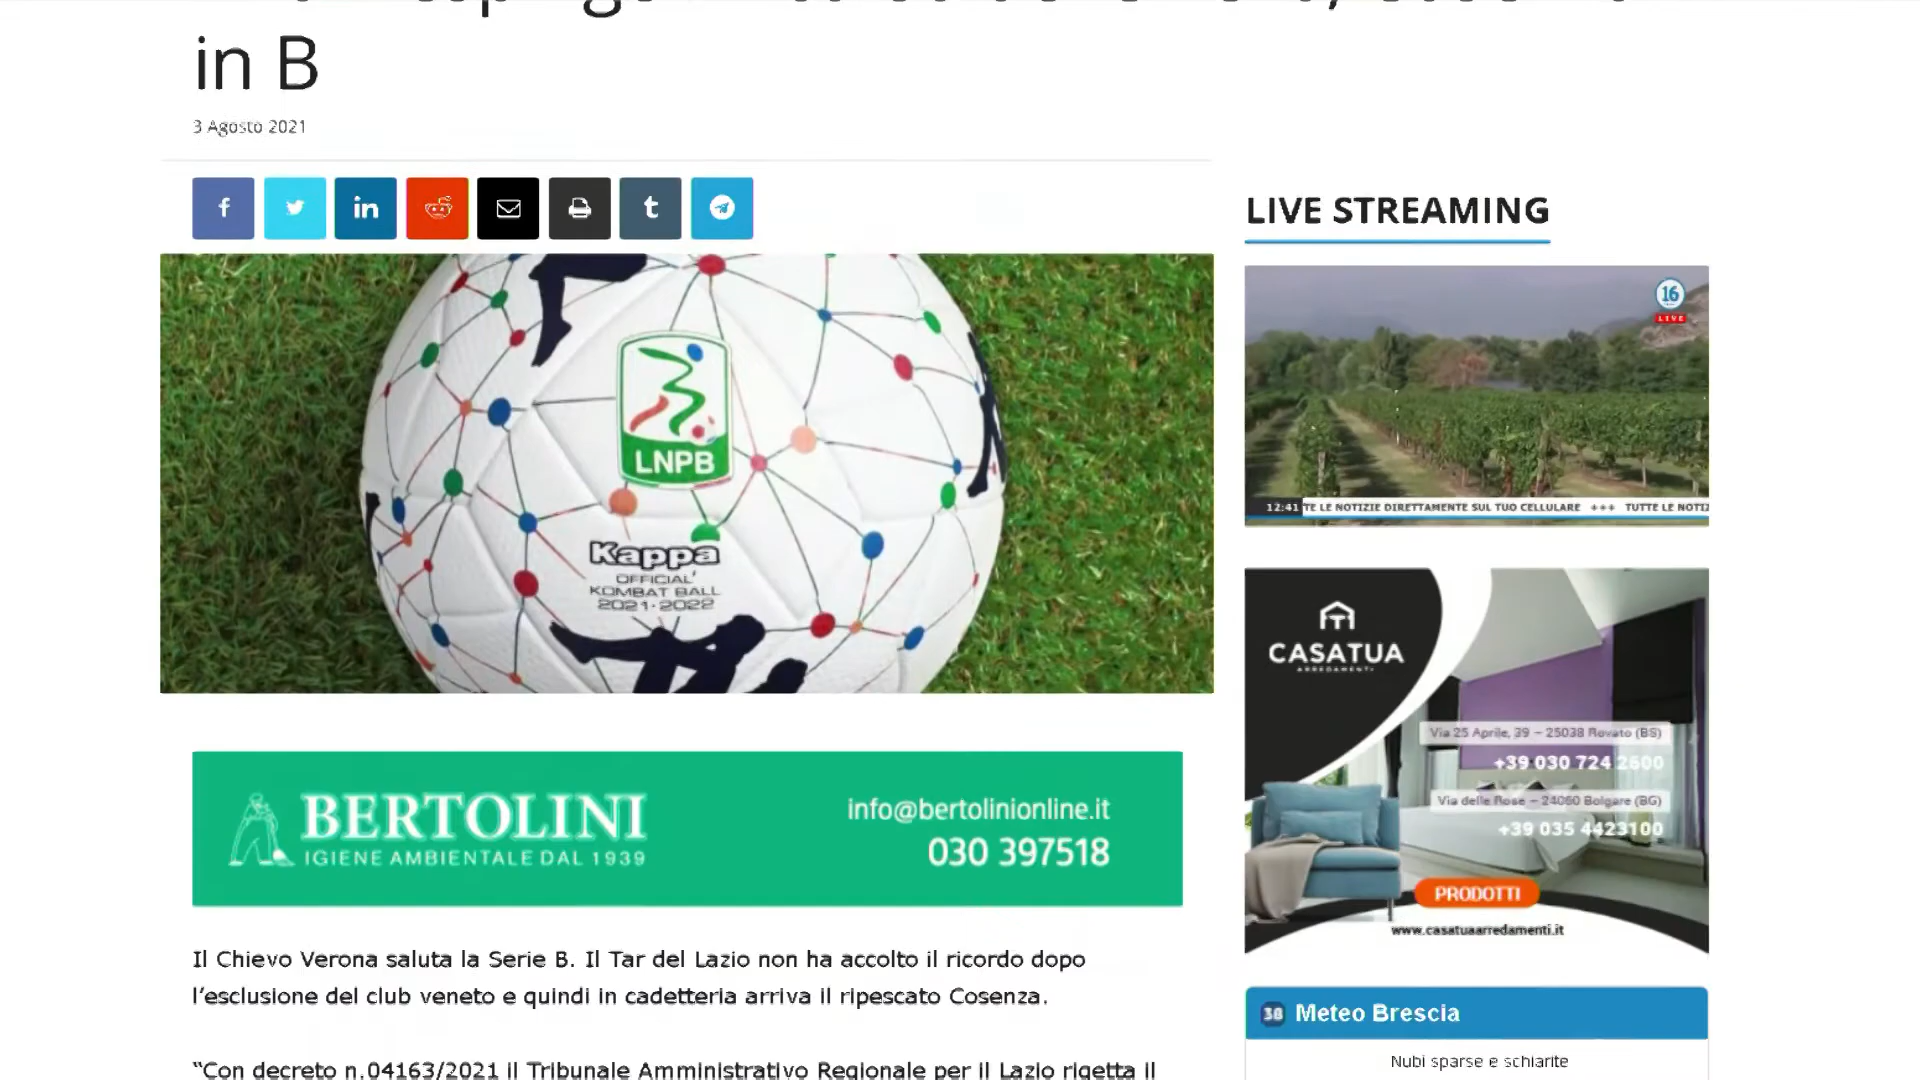 in B
3 Agosto 2021
LIVE STREAMING
16
LIVE
12:41 TE LE NOTIZIE DIRETTAMENTE SUL TUO CELLULARE +++ TUTTE LE NOTIZ
LNPB
Kappa
OFFICIAL
KOMBAT BALL
2021-2022
CASATUA
ARREDAMENTI
Via 25 Aprile, 39 – 25038 Rovato (BS)
+39 030 724 2600
Via delle Rose – 24060 Bolgare (BG)
+39 035 4423100
PRODOTTI
www.casatuaarredamenti.it
BERTOLINI
IGIENE AMBIENTALE DAL 1939
info@bertolinionline.it
030 397518
Il Chievo Verona saluta la Serie B. Il Tar del Lazio non ha accolto il ricordo dopo
l’esclusione del club veneto e quindi in cadetteria arriva il ripescato Cosenza.
“Con decreto n.04163/2021 il Tribunale Amministrativo Regionale per il Lazio rigetta il
Meteo Brescia
Nubi sparse e schiarite